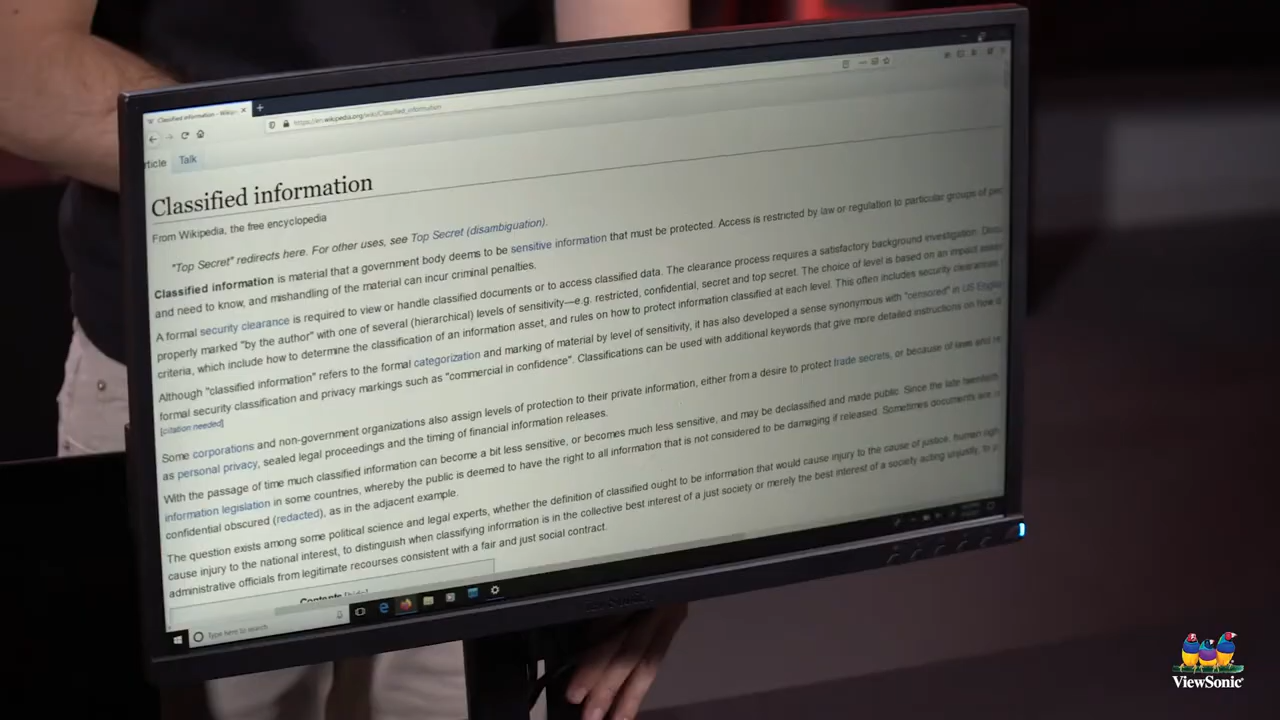 Classified information - Wikip
https://en.wikipedia.org/wiki/Classified_information
rticle Talk
Classified information
From Wikipedia, the free encyclopedia
"Top Secret" redirects here. For other uses, see Top Secret (disambiguation).
Classified information is material that a government body deems to be sensitive information that must be protected. Access is restricted by law or regulation to particular groups of
and need to know, and mishandling of the material can incur criminal penalties.
A formal security clearance is required to view or handle classified documents or to access classified data. The clearance process requires a satisfactory background investigation.
properly marked "by the author" with one of several (hierarchical) levels of sensitivity—e.g. restricted, confidential, secret and top secret. The choice of level is based on an impact
criteria, which include how to determine the classification of an information asset, and rules on how to protect information classified at each level. This often includes security clearances
Although "classified information" refers to the formal categorization and marking of material by level of sensitivity, it has also developed a sense synonymous with "censored" in US
formal security classification and privacy markings such as "commercial in confidence". Classifications can be used with additional keywords that give more detailed instructions on how
[citation needed]
Some corporations and non-government organizations also assign levels of protection to their private information, either from a desire to protect trade secrets, or because of laws and
as personal privacy, sealed legal proceedings and the timing of financial information releases.
With the passage of time much classified information can become a bit less sensitive, or becomes much less sensitive, and may be declassified and made public. Since the late twentieth
information legislation in some countries, whereby the public is deemed to have the right to all information that is not considered to be damaging if released. Sometimes documents are
confidential obscured (redacted), as in the adjacent example.
The question exists among some political science and legal experts, whether the definition of classified ought to be information that would cause injury to the cause of justice, human
cause injury to the national interest, to distinguish when classifying information is in the collective best interest of a just society or merely the best interest of a society acting unjustly, to
administrative officials from legitimate recourses consistent with a fair and just social contract.
Contents [hide]
Type here to search
ViewSonic